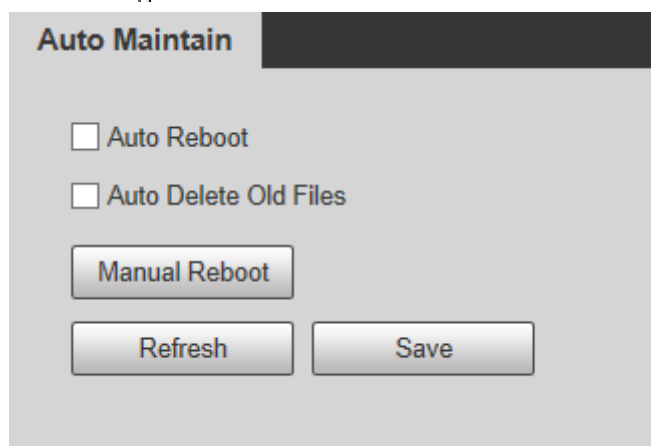 Auto Maintain
Auto Reboot
Auto Delete Old Files
Manual Reboot
Refresh Save